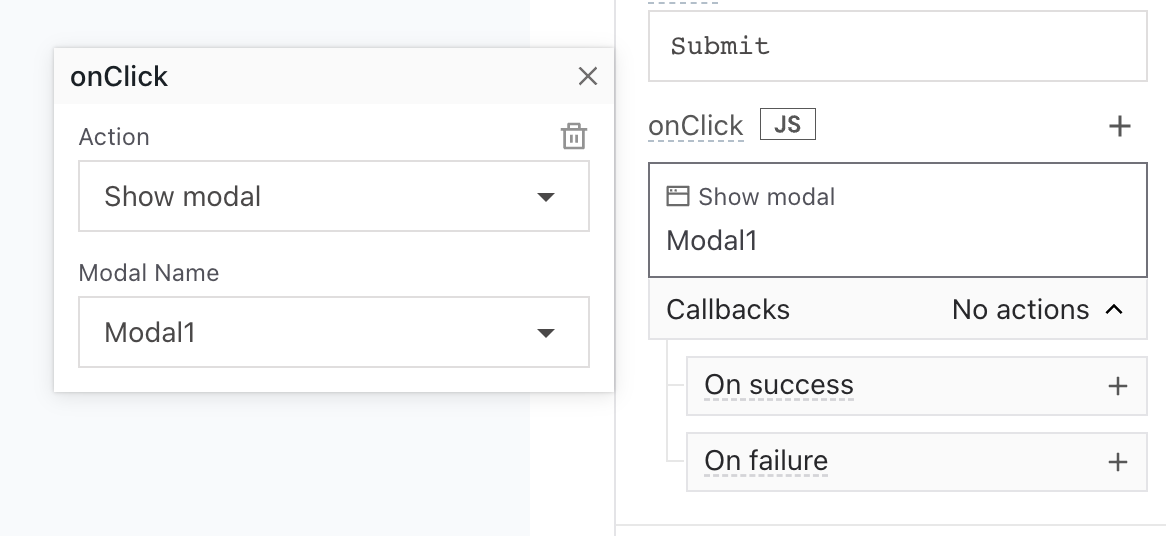 onClick
Action
Show modal
Modal Name
Modal1
Submit
onClick JS
Show modal
Modal1
Callbacks No actions
On success
On failure